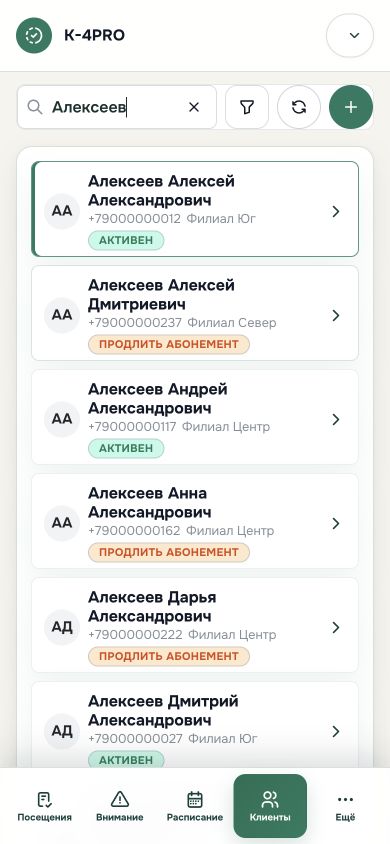 K-4PRO
Алексеев
Алексеев Алексей
Александрович
АА
+79000000012 Филиал Юг
АКТИВЕН
Алексеев Алексей
Дмитриевич
АА
+79000000237 Филиал Север
ПРОДЛИТЬ АБОНЕМЕНТ
Алексеев Андрей
Александрович
АА
+79000000117 Филиал Центр
АКТИВЕН
Алексеев Анна
Александрович
АА
+79000000162 Филиал Центр
ПРОДЛИТЬ АБОНЕМЕНТ
Алексеев Дарья
Александрович
АД
+79000000222 Филиал Центр
ПРОДЛИТЬ АБОНЕМЕНТ
Алексеев Дмитрий
Александрович
АД
+79000000027 Филиал Юг
АКТИВЕН
Посещения Внимание Расписание Клиенты Ещё